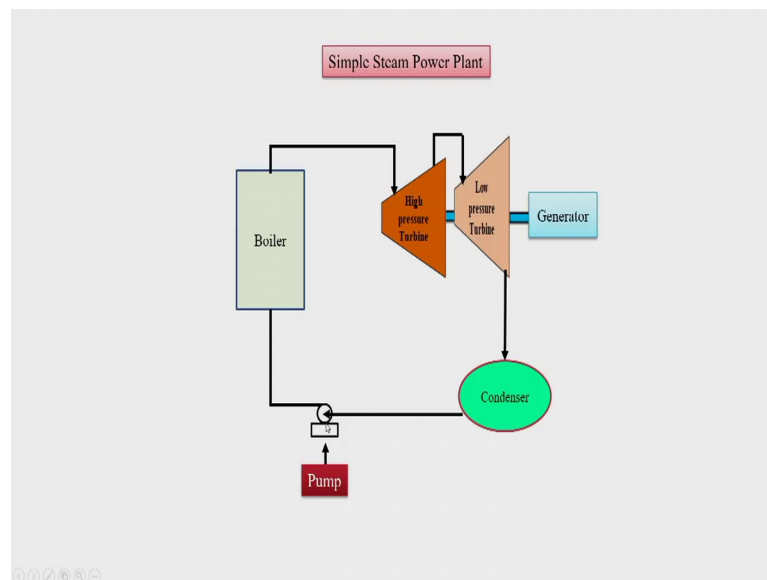 Simple Steam Power Plant
Boiler
High
pressure
Turbine
Low
pressure
Turbine
Generator
Condenser
Pump